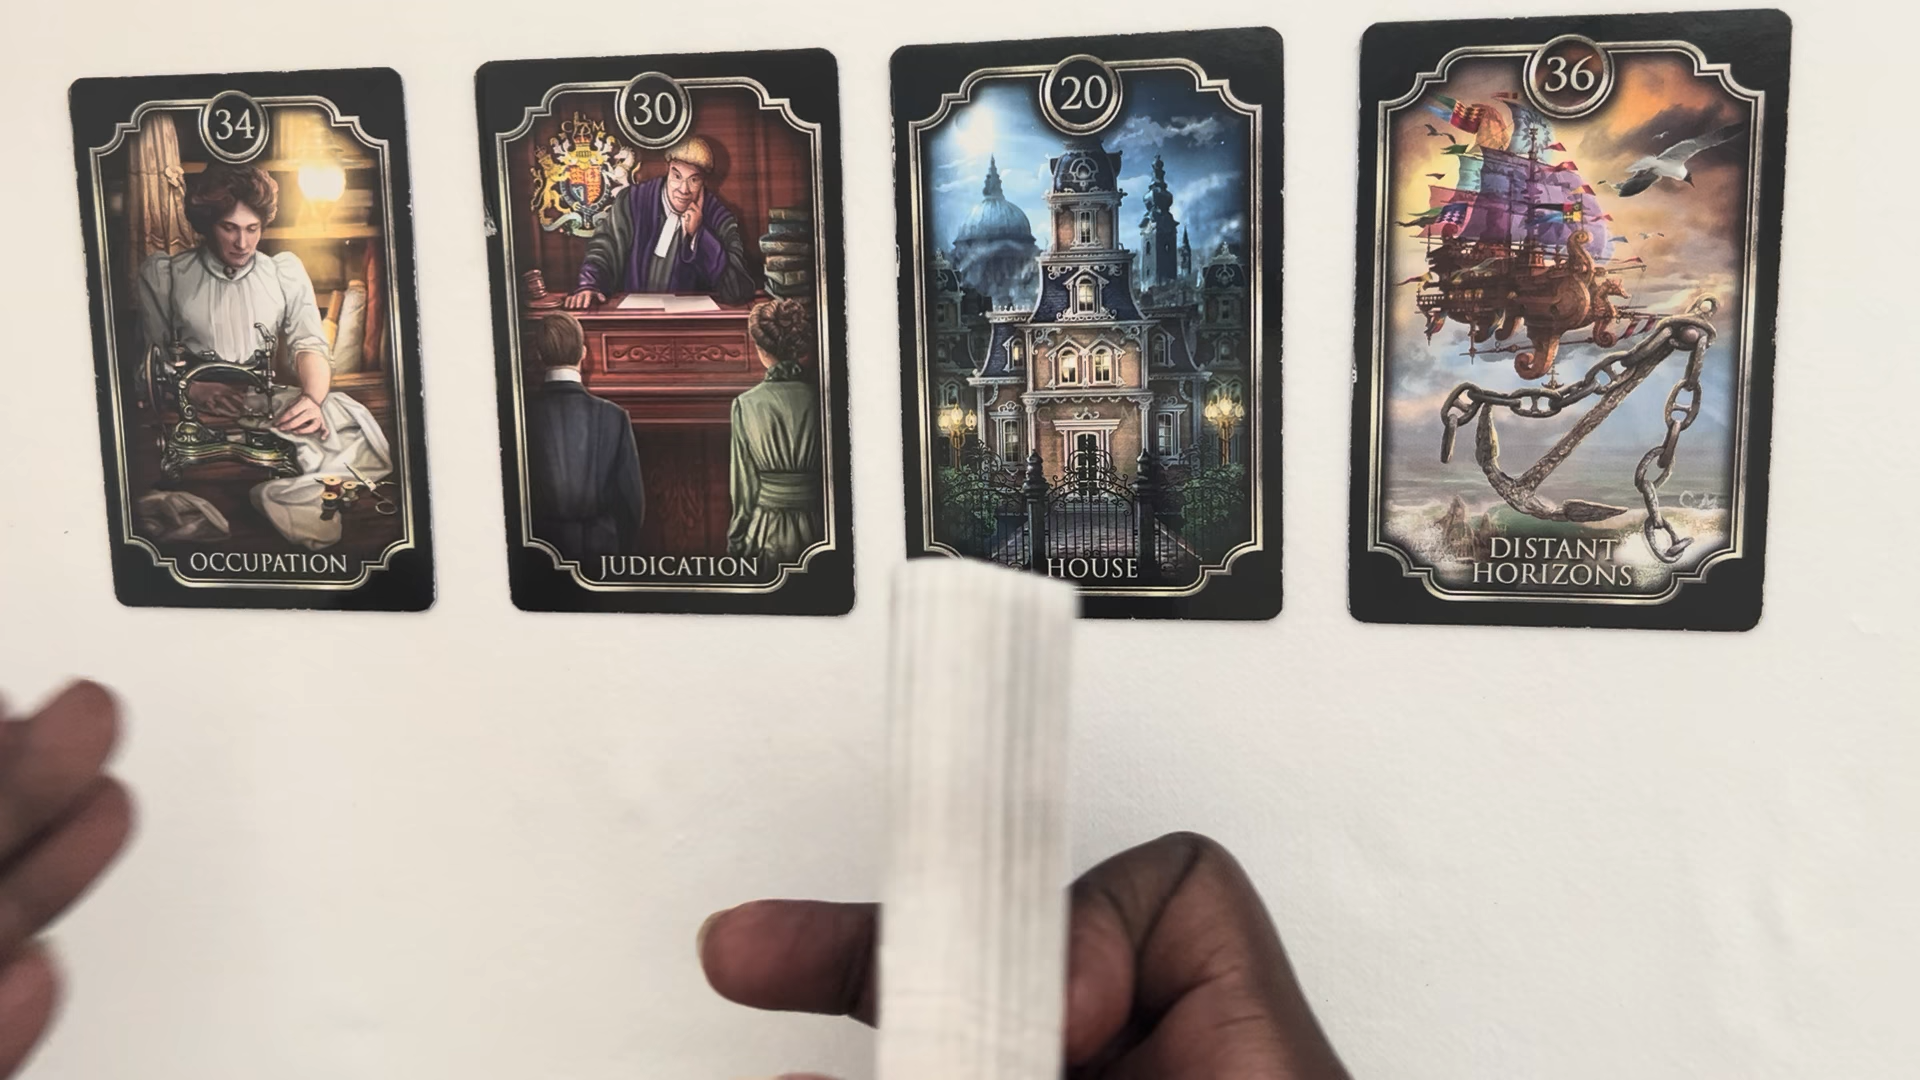 34
OCCUPATION
30
JUDICATION
20
HOUSE
36
DISTANT
HORIZONS